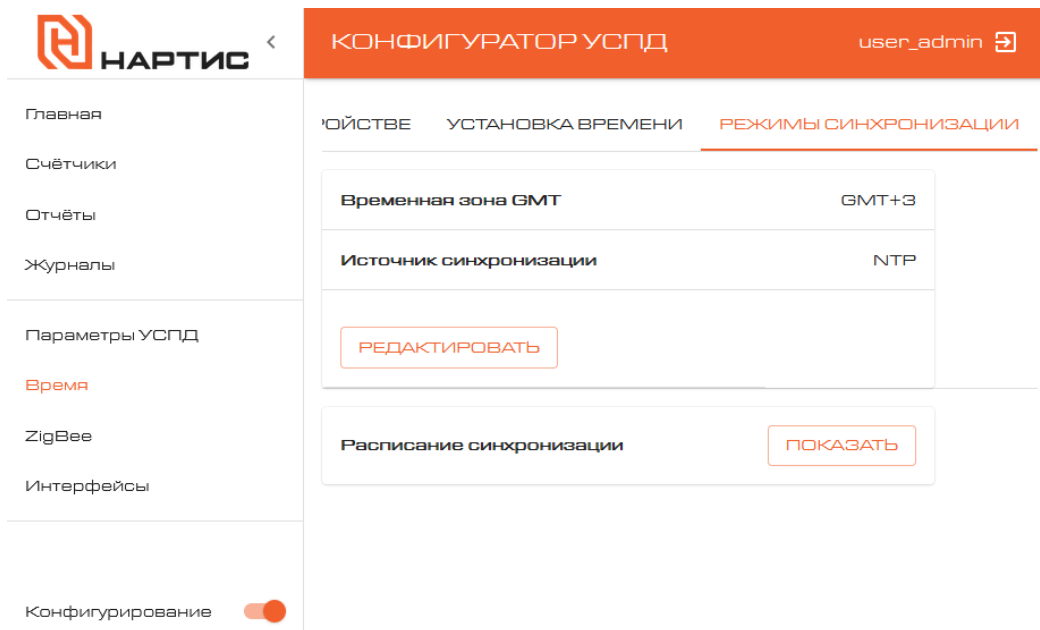 НАРТИС
КОНФИГУРАТОР УСПД
user_admin
Главная
Счётчики
Отчёты
Журналы
Параметры УСПД
Время
ZigBee
Интерфейсы
Конфигурирование
УСТАНОВКА ВРЕМЕНИ
РЕЖИМЫ СИНХРОНИЗАЦИИ
Временная зона GMT GMT+3
Источник синхронизации NTP
РЕДАКТИРОВАТЬ
Расписание синхронизации ПОКАЗАТЬ